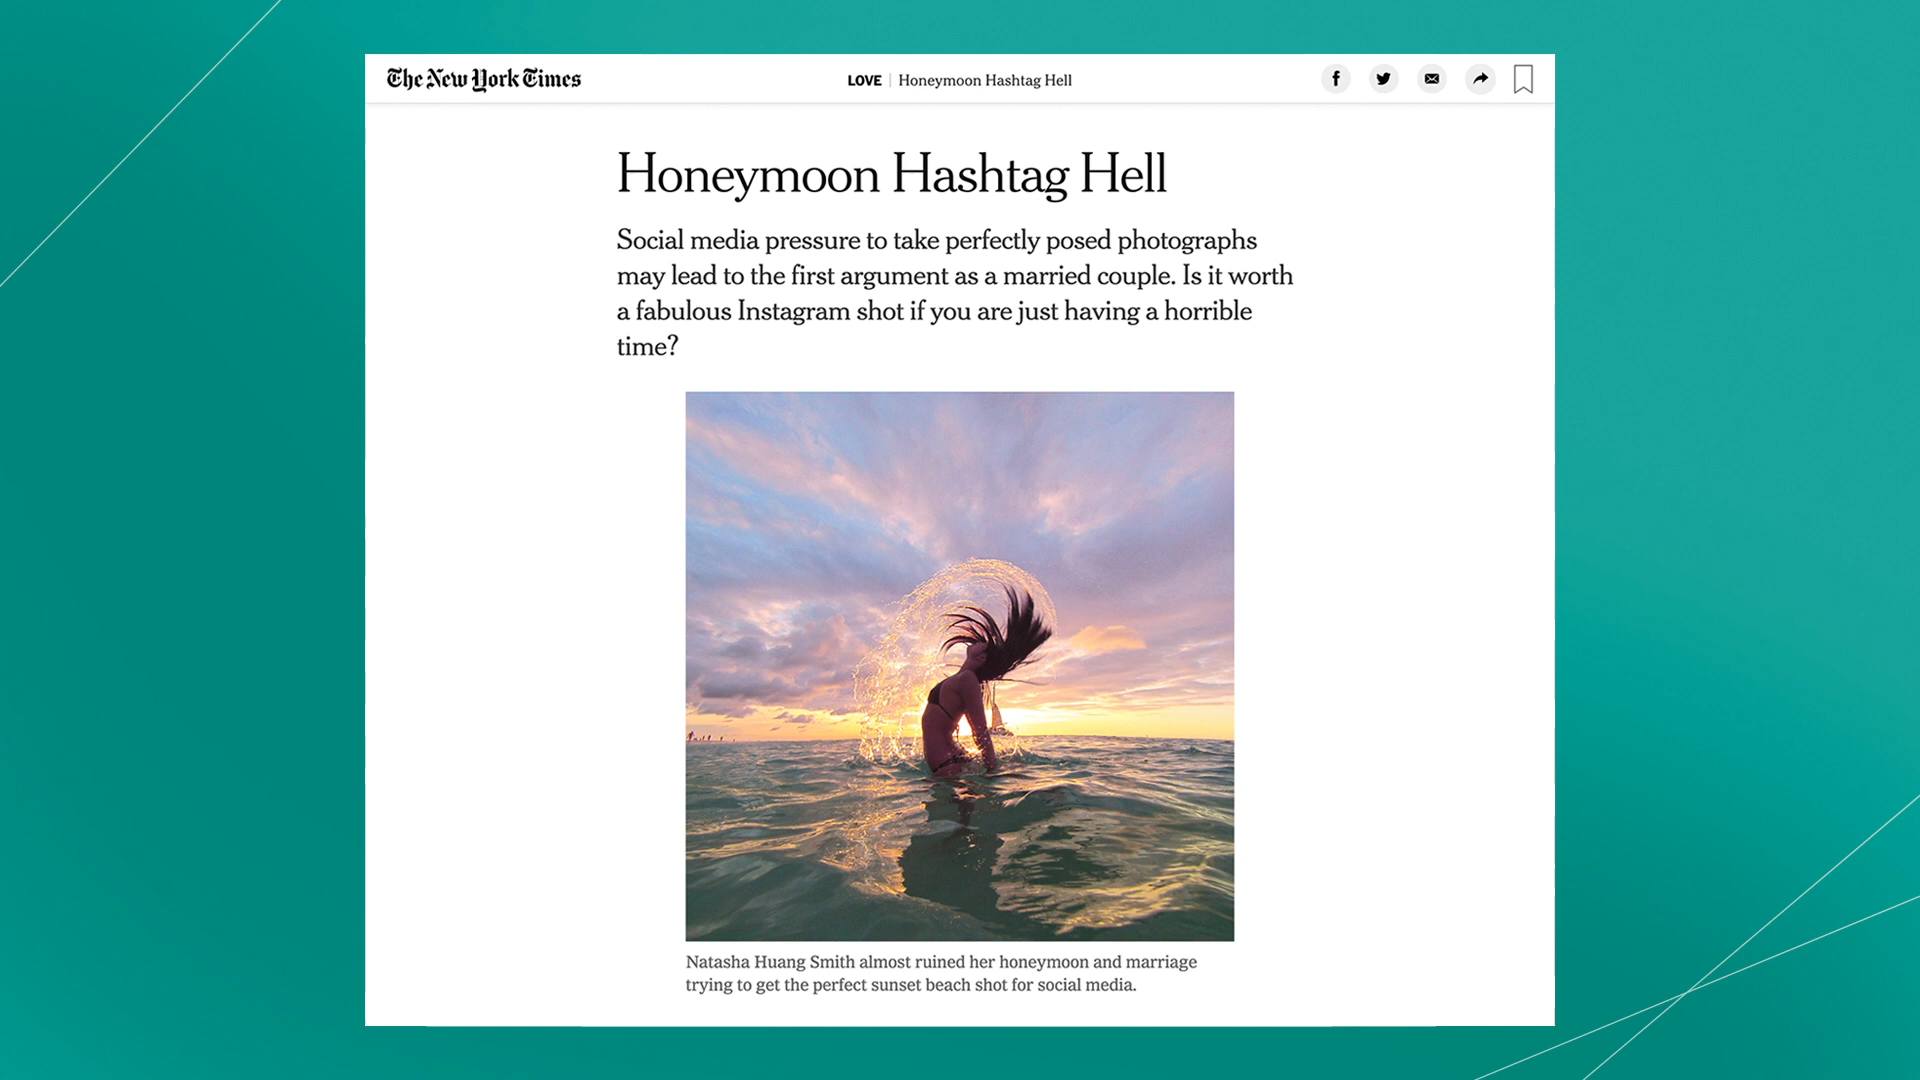 The New York Times
LOVE | Honeymoon Hashtag Hell
Honeymoon Hashtag Hell
Social media pressure to take perfectly posed photographs
may lead to the first argument as a married couple. Is it worth
a fabulous Instagram shot if you are just having a horrible
time?
Natasha Huang Smith almost ruined her honeymoon and marriage
trying to get the perfect sunset beach shot for social media.